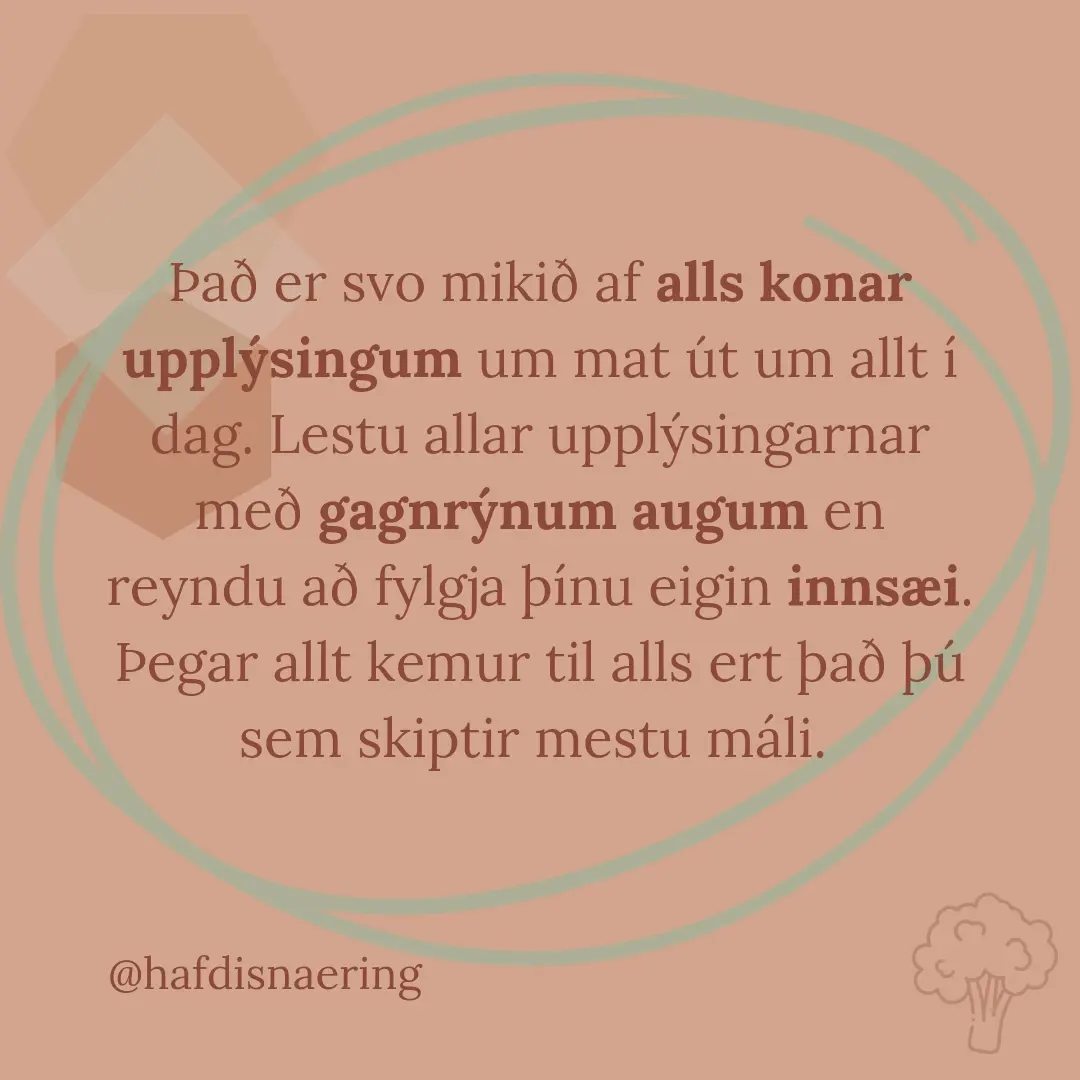 Það er svo mikið af alls konar
upplýsingum um mat út um allt í
dag. Lestu allar upplýsingarnar
með gagnrýnum augum en
reyndu að fylgja þínu eigin innsæi.
Þegar allt kemur til alls ert það þú
sem skiptir mestu máli.
@hafdisnaering